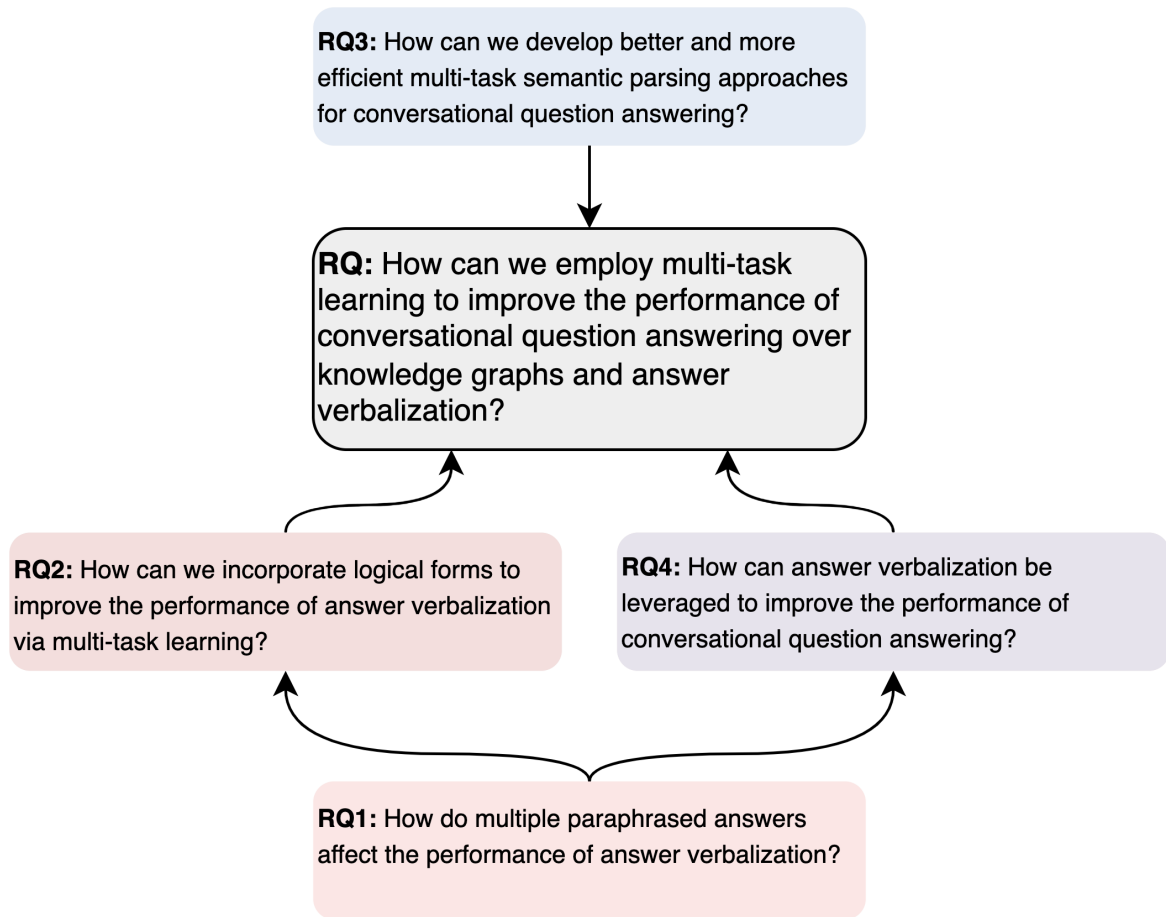 RQ3: How can we develop better and more
efficient multi-task semantic parsing approaches
for conversational question answering?
RQ: How can we employ multi-task
learning to improve the performance of
conversational question answering over
knowledge graphs and answer
verbalization?
RQ2: How can we incorporate logical forms to
improve the performance of answer verbalization
via multi-task learning?
RQ4: How can answer verbalization be
leveraged to improve the performance of
conversational question answering?
RQ1: How do multiple paraphrased answers
affect the performance of answer verbalization?